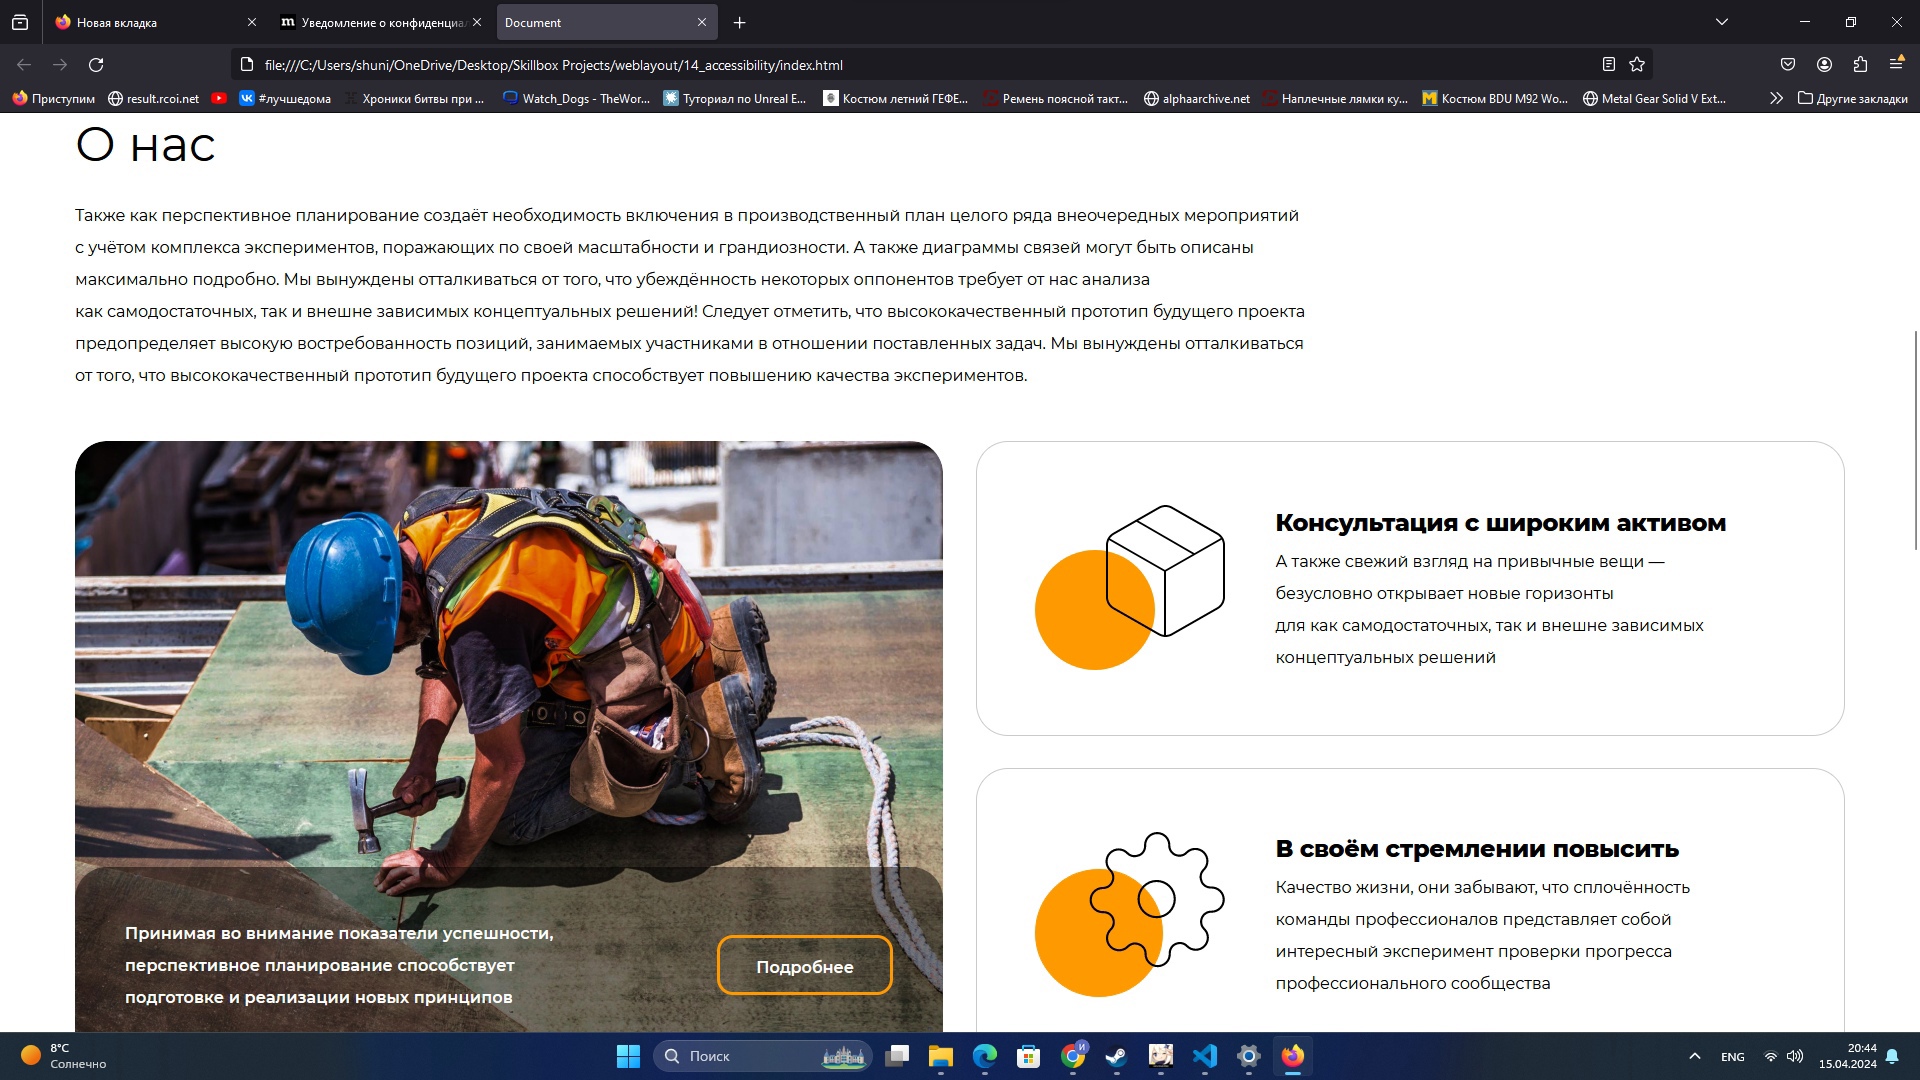 Новая вкладка
Уведомление о конфиденциал
Document
file:///C:/Users/shuni/OneDrive/Desktop/Skillbox Projects/weblayout/14_accessibility/index.html
Приступим
result.rcoi.net
#лучшедома
Хроники битвы при ...
Watch_Dogs - TheWor...
Туториал по Unreal E...
Костюм летний ГЕФЕ...
Ремень поясной такт...
alphaarchive.net
Наплечные лямки ку...
Костюм BDU M92 Wo...
Metal Gear Solid V Ext...
Другие закладки
О нас
Также как перспективное планирование создаёт необходимость включения в производственный план целого ряда внеочередных мероприятий
с учётом комплекса экспериментов, поражающих по своей масштабности и грандиозности. А также диаграммы связей могут быть описаны
максимально подробно. Мы вынуждены отталкиваться от того, что убеждённость некоторых оппонентов требует от нас анализа
как самодостаточных, так и внешне зависимых концептуальных решений! Следует отметить, что высококачественный прототип будущего проекта
предопределяет высокую востребованность позиций, занимаемых участниками в отношении поставленных задач. Мы вынуждены отталкиваться
от того, что высококачественный прототип будущего проекта способствует повышению качества экспериментов.
Принимая во внимание показатели успешности,
перспективное планирование способствует
подготовке и реализации новых принципов
Подробнее
Консультация с широким активом
А также свежий взгляд на привычные вещи —
безусловно открывает новые горизонты
для как самодостаточных, так и внешне зависимых
концептуальных решений
В своём стремлении повысить
Качество жизни, они забывают, что сплочённость
команды профессионалов представляет собой
интересный эксперимент проверки прогресса
профессионального сообщества
8°C
Солнечно
Поиск
ENG
20:44
15.04.2024